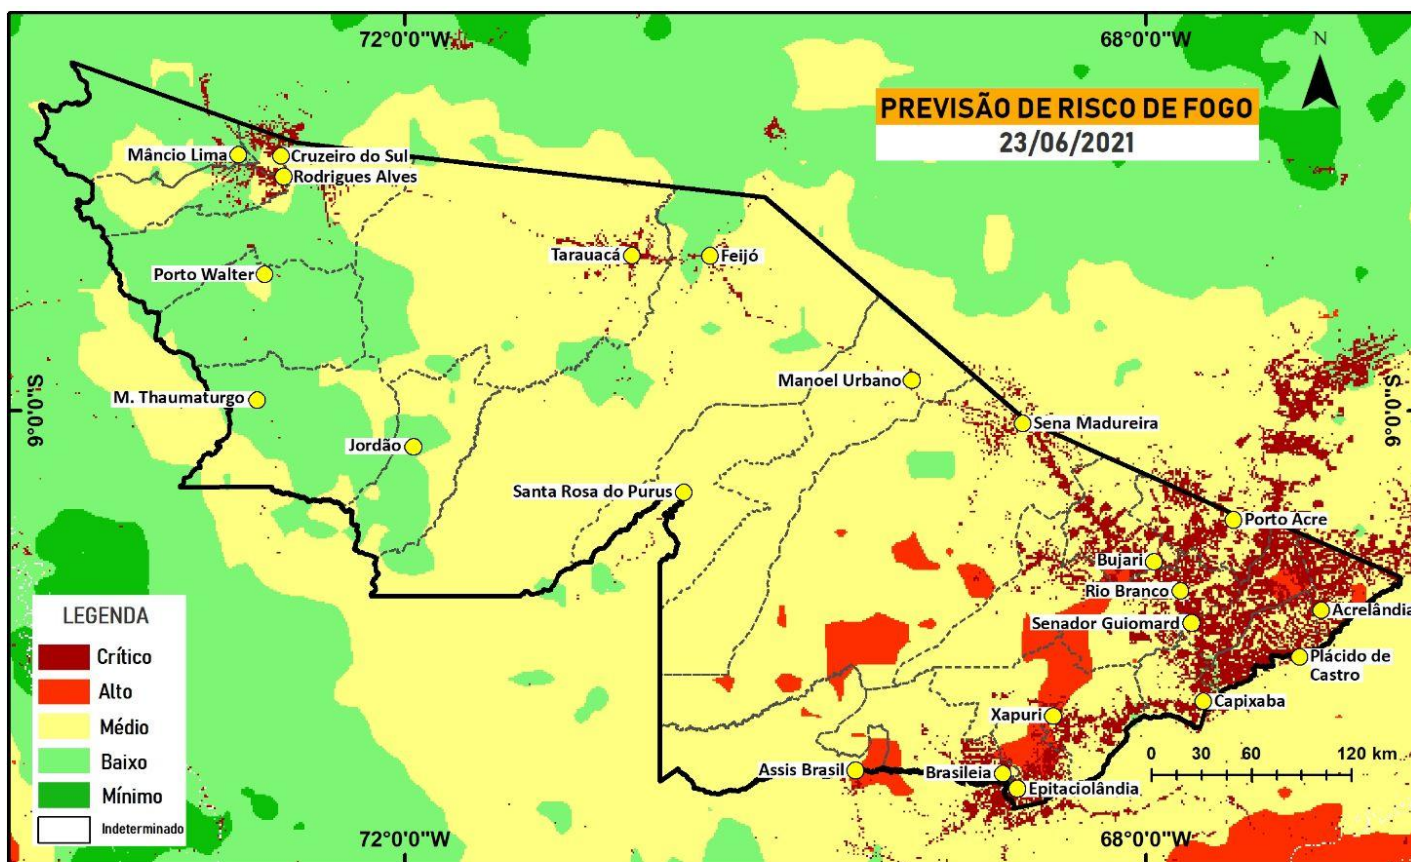 72°0'0"W
68°0'0"W
N
PREVISÃO DE RISCO DE FOGO
23/06/2021
Mâncio Lima
Cruzeiro do Sul
Rodrigues Alves
Tarauacá
Feijó
Porto Walter
Manoel Urbano
M. Thaumaturgo
9°0'0"S
9°0'0"S
Sena Madureira
Jordão
Santa Rosa do Purus
Porto Acre
Bujari
Rio Branco
Acrelândia
Senador Guiomard
Plácido de
Castro
Capixaba
Xapuri
Assis Brasil
Brasileia
Epitaciolândia
0 30 60 120 km
LEGENDA
Crítico
Alto
Médio
Baixo
Mínimo
Indeterminado
72°0'0"W
68°0'0"W